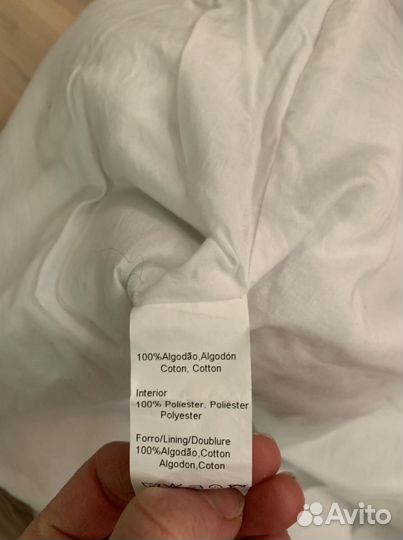 100%Algodão,Algodón
Coton, Cotton
Interior
100% Poliester, Poliéster
Polyester
Forro/Lining/Doublure
100%Algodão,Cotton
Algodon,Coton
Avito